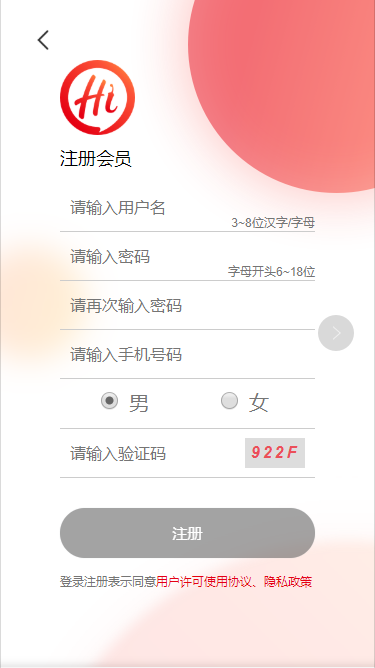 Hi
注册会员
请输入用户名
3~8位汉字/字母
请输入密码
字母开头6~18位
请再次输入密码
请输入手机号码
男 女
请输入验证码 922F
注册
登录注册表示同意用户许可使用协议、隐私政策